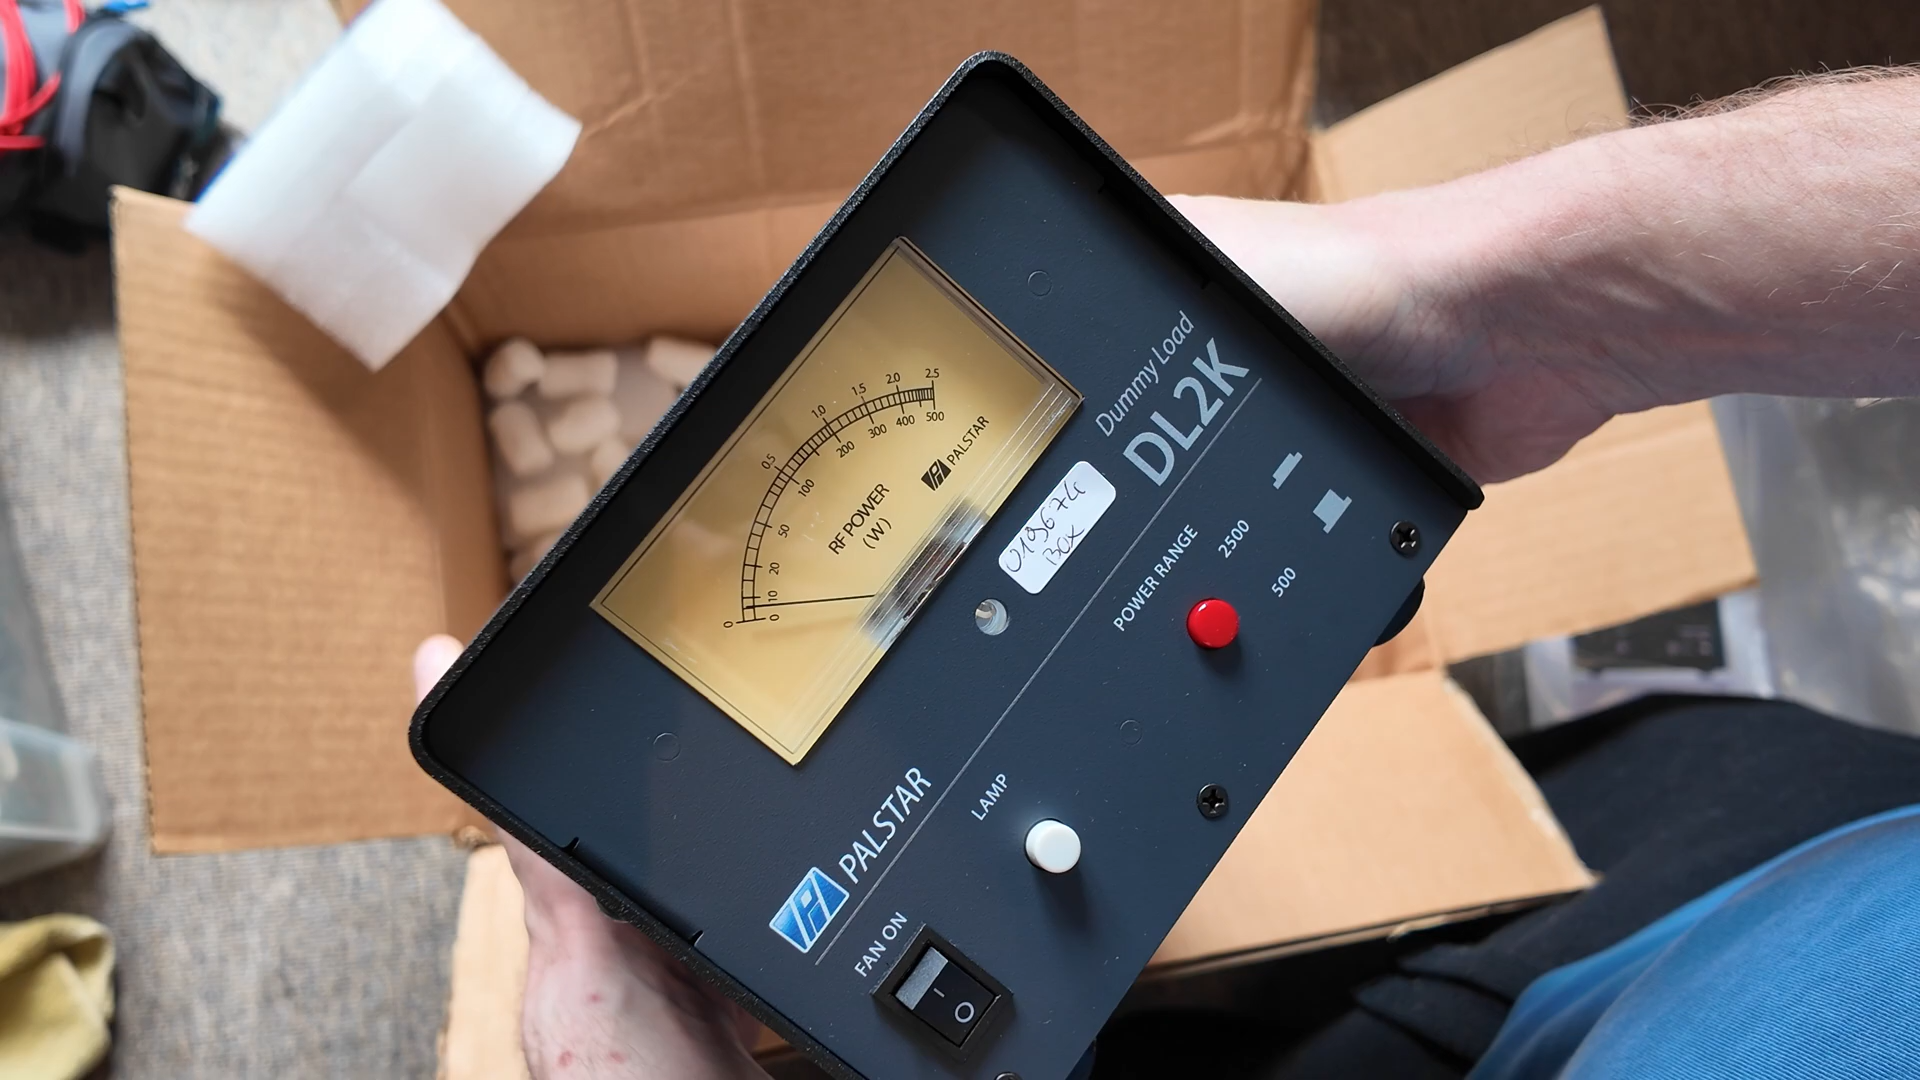 0
0.5
1.0
1.5
2.0
2.5
0
10
20
50
100
200
300
400
500
RF POWER
(W)
PALSTAR
Dummy Load
DL2K
BOX
PALSTAR
POWER RANGE
2500
500
LAMP
FAN ON
I
O